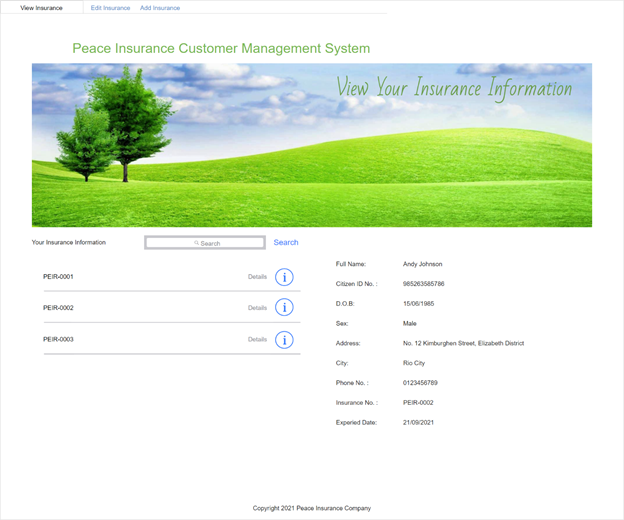 View Insurance Edit Insurance Add Insurance
Peace Insurance Customer Management System
View Your Insurance Information
Your Insurance Information Search Search
PEIR-0001 Details i
PEIR-0002 Details i
PEIR-0003 Details i
Full Name: Andy Johnson
Citizen ID No. : 985263585786
D.O.B: 15/06/1985
Sex: Male
Address: No. 12 Kimburghen Street, Elizabeth District
City: Rio City
Phone No. : 0123456789
Insurance No. : PEIR-0002
Experied Date: 21/09/2021
Copyright 2021 Peace Insurance Company